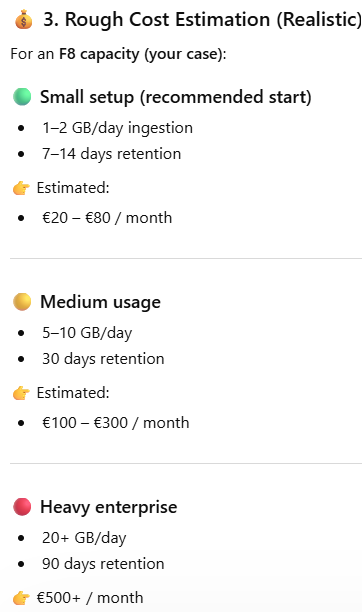 💰 3. Rough Cost Estimation (Realistic)
For an F8 capacity (your case):
🟢 Small setup (recommended start)
• 1–2 GB/day ingestion
• 7–14 days retention
👉 Estimated:
• €20 – €80 / month
🟡 Medium usage
• 5–10 GB/day
• 30 days retention
👉 Estimated:
• €100 – €300 / month
🔴 Heavy enterprise
• 20+ GB/day
• 90 days retention
👉 €500+ / month